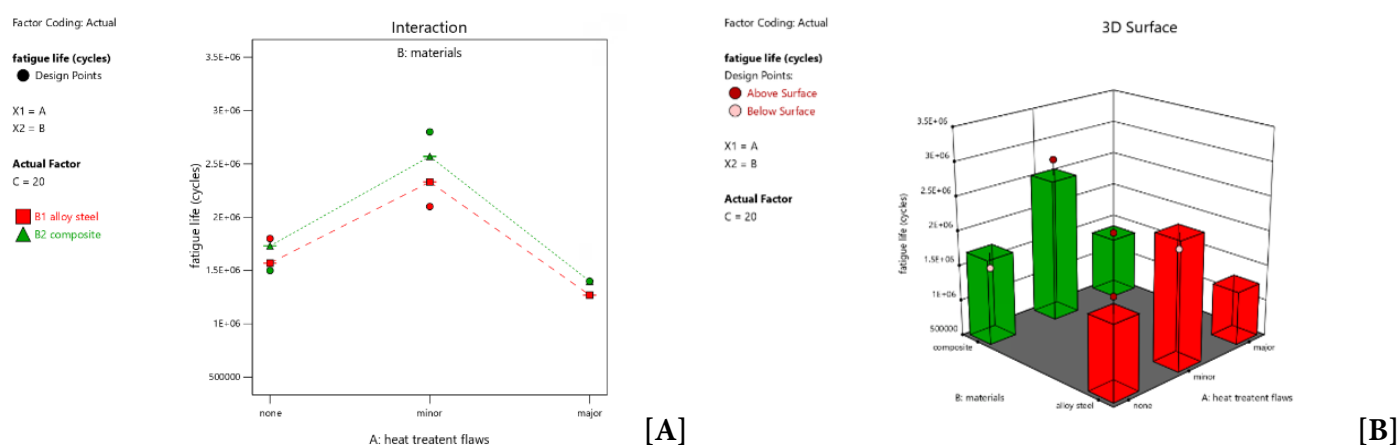 Factor Coding: Actual
fatigue life (cycles)
Design Points
X1 = A
X2 = B
Actual Factor
C = 20
B1 alloy steel
B2 composite
Interaction
B: materials
3.5E+06
3E+06
2.5E+06
2E+06
1.5E+06
1E+06
500000
fatigue life (cycles)
none
minor
major
A: heat treatent flaws
[A]
Factor Coding: Actual
fatigue life (cycles)
Design Points:
Above Surface
Below Surface
X1 = A
X2 = B
Actual Factor
C = 20
3D Surface
3.5E+06
3E+06
2.5E+06
2E+06
1.5E+06
1E+06
500000
fatigue life (cycles)
composite
alloy steel
B: materials
none
minor
major
A: heat treatent flaws
[B]